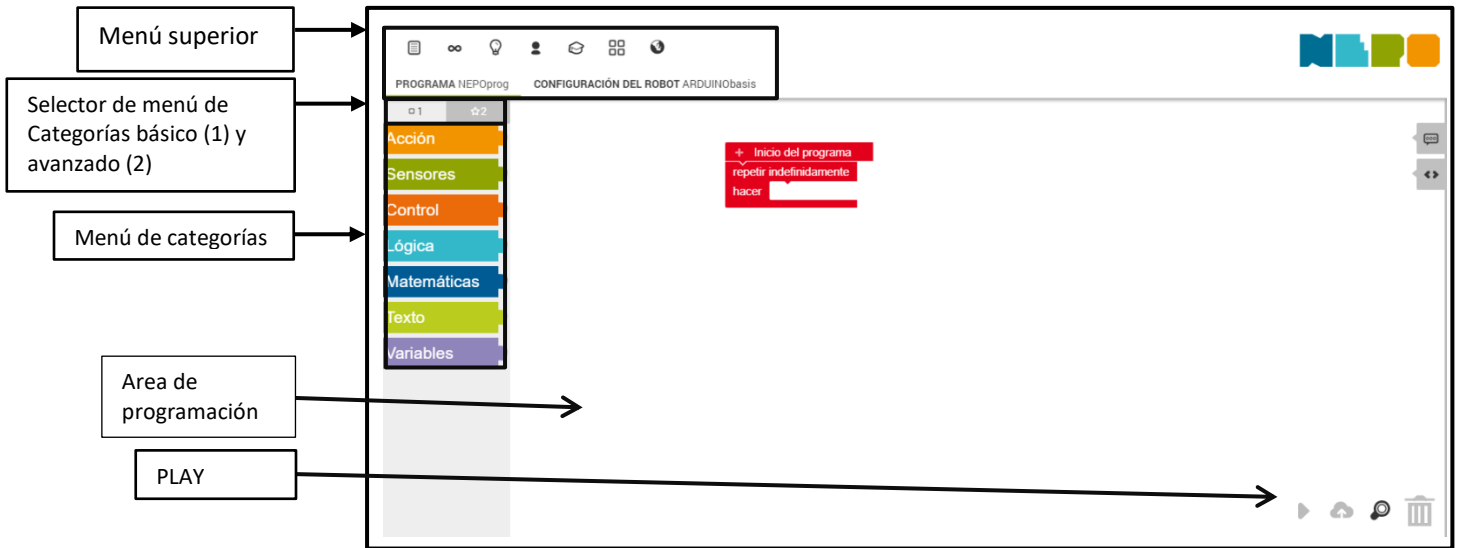 Menú superior
Selector de menú de
Categorías básico (1) y
avanzado (2)
Menú de categorías
Area de
programación
PLAY
PROGRAMA NEPOprog
CONFIGURACIÓN DEL ROBOT ARDUINObasis
1
2
Acción
Sensores
Control
Lógica
Matemáticas
Texto
Variables
+ Inicio del programa
repetir indefinidamente
hacer
NEPO